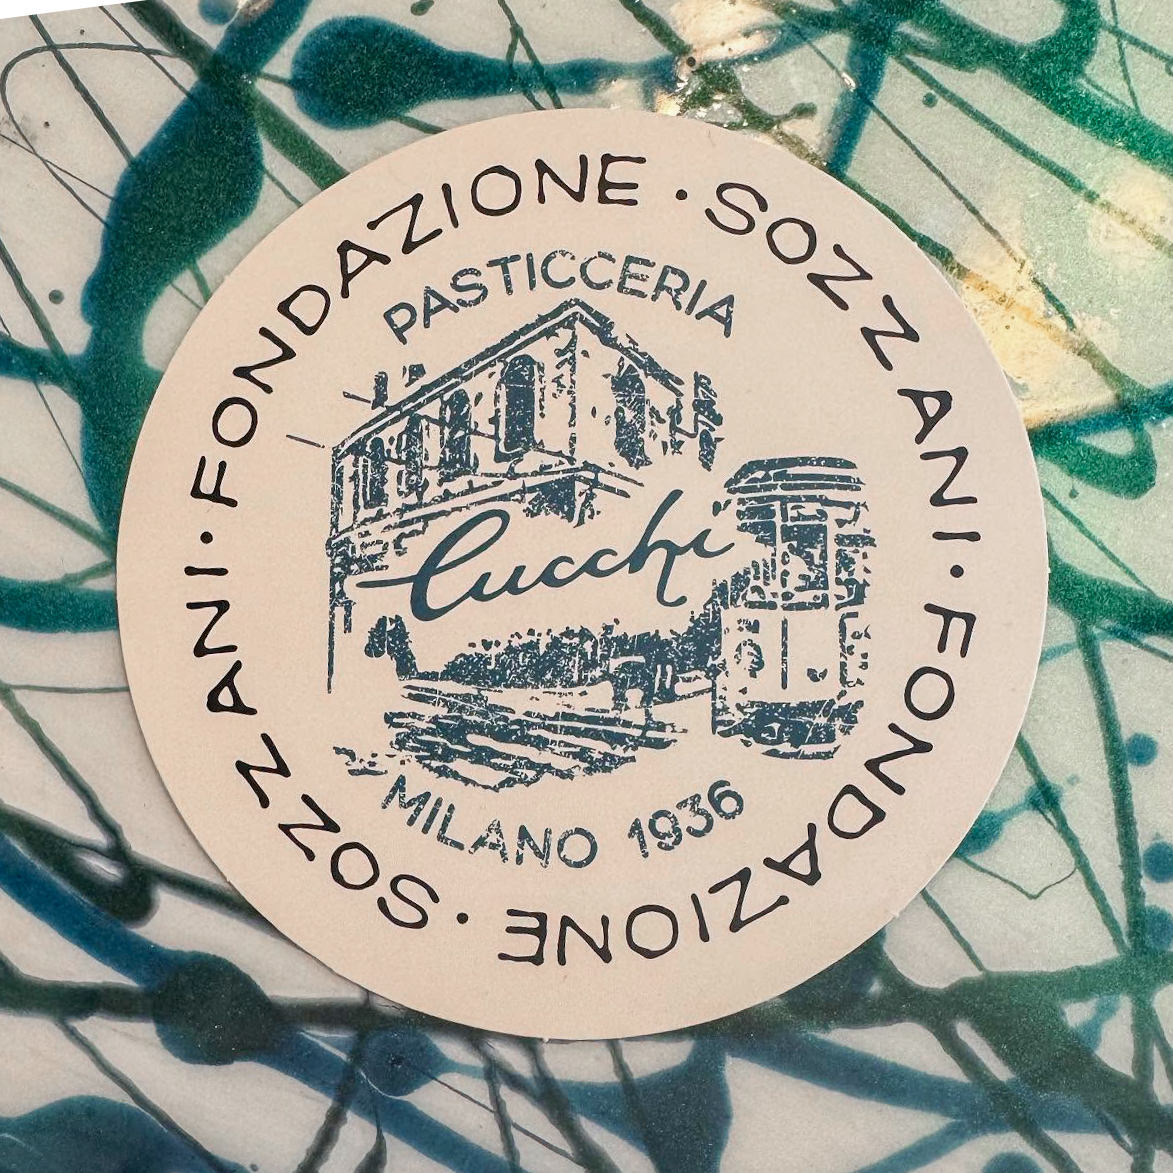 FONDAZIONE · SOZZANI · FONDAZIONE · SOZZANI ·
PASTICCERIA
Cucchi
MILANO 1936